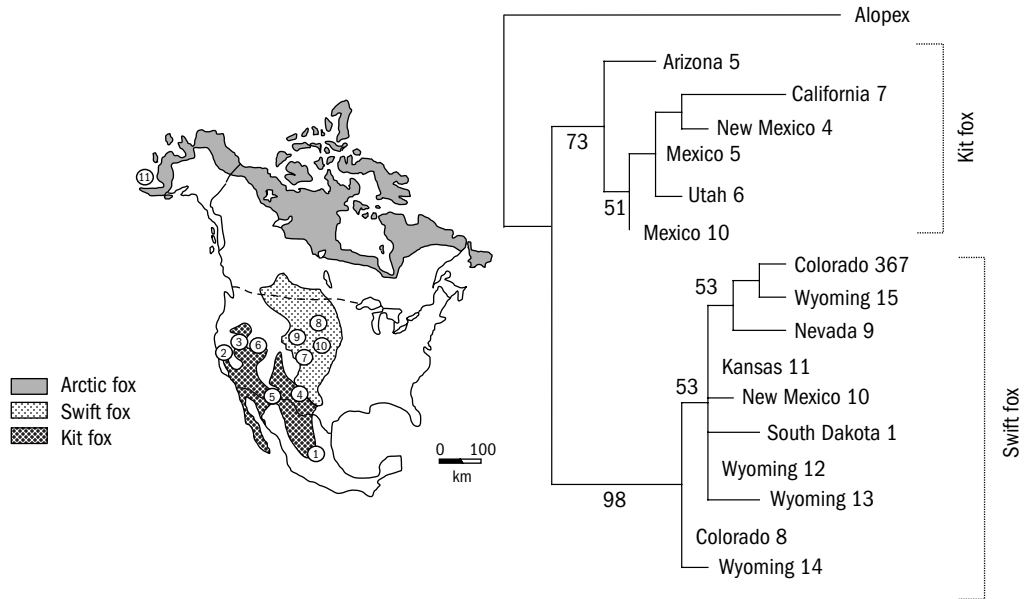 11
8
9
10
7
3
6
2
5
4
1
Arctic fox
Swift fox
Kit fox
0 100
km
Alopex
Arizona 5
California 7
New Mexico 4
73
Mexico 5
Utah 6
51
Mexico 10
Kit fox
Colorado 367
53
Wyoming 15
Nevada 9
Kansas 11
53
New Mexico 10
South Dakota 1
Wyoming 12
98
Wyoming 13
Colorado 8
Wyoming 14
Swift fox